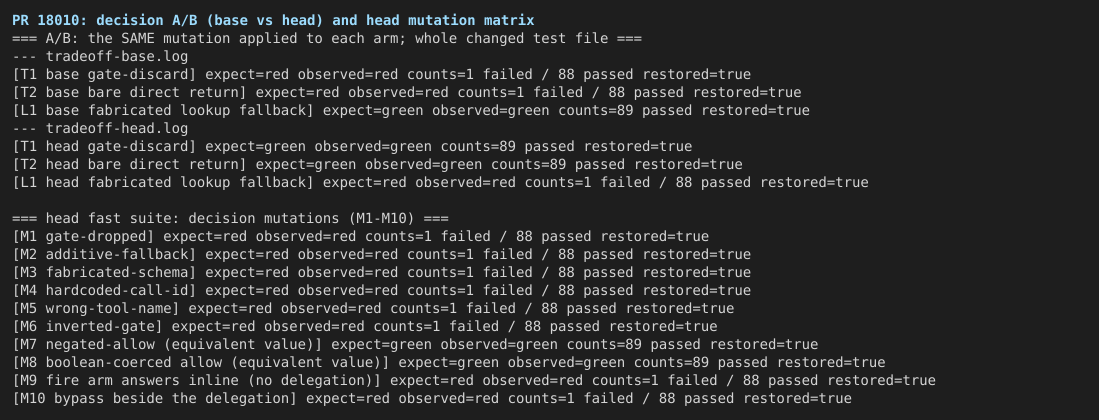 PR 18010: decision A/B (base vs head) and head mutation matrix
=== A/B: the SAME mutation applied to each arm; whole changed test file ===
--- tradeoff-base.log
[T1 base gate-discard] expect=red observed=red counts=1 failed / 88 passed restored=true
[T2 base bare direct return] expect=red observed=red counts=1 failed / 88 passed restored=true
[L1 base fabricated lookup fallback] expect=green observed=green counts=89 passed restored=true
--- tradeoff-head.log
[T1 head gate-discard] expect=green observed=green counts=89 passed restored=true
[T2 head bare direct return] expect=green observed=green counts=89 passed restored=true
[L1 head fabricated lookup fallback] expect=red observed=red counts=1 failed / 88 passed restored=true
=== head fast suite: decision mutations (M1-M10) ===
[M1 gate-dropped] expect=red observed=red counts=1 failed / 88 passed restored=true
[M2 additive-fallback] expect=red observed=red counts=1 failed / 88 passed restored=true
[M3 fabricated-schema] expect=red observed=red counts=1 failed / 88 passed restored=true
[M4 hardcoded-call-id] expect=red observed=red counts=1 failed / 88 passed restored=true
[M5 wrong-tool-name] expect=red observed=red counts=1 failed / 88 passed restored=true
[M6 inverted-gate] expect=red observed=red counts=1 failed / 88 passed restored=true
[M7 negated-allow (equivalent value)] expect=green observed=green counts=89 passed restored=true
[M8 boolean-coerced allow (equivalent value)] expect=green observed=green counts=89 passed restored=true
[M9 fire arm answers inline (no delegation)] expect=red observed=red counts=1 failed / 88 passed restored=true
[M10 bypass beside the delegation] expect=red observed=red counts=1 failed / 88 passed restored=true